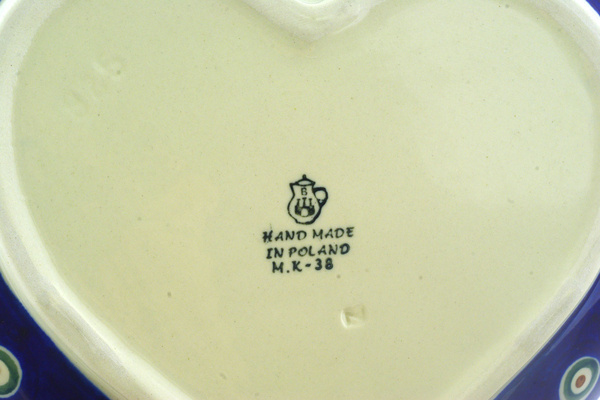 B
HAND MADE
IN POLAND
M.K-38